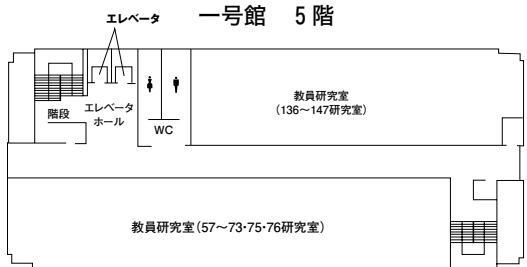 一号館 5階
エレベータ
階段
エレベータ
ホール
WC
教員研究室
(136～147研究室)
教員研究室(57～73・75・76研究室)